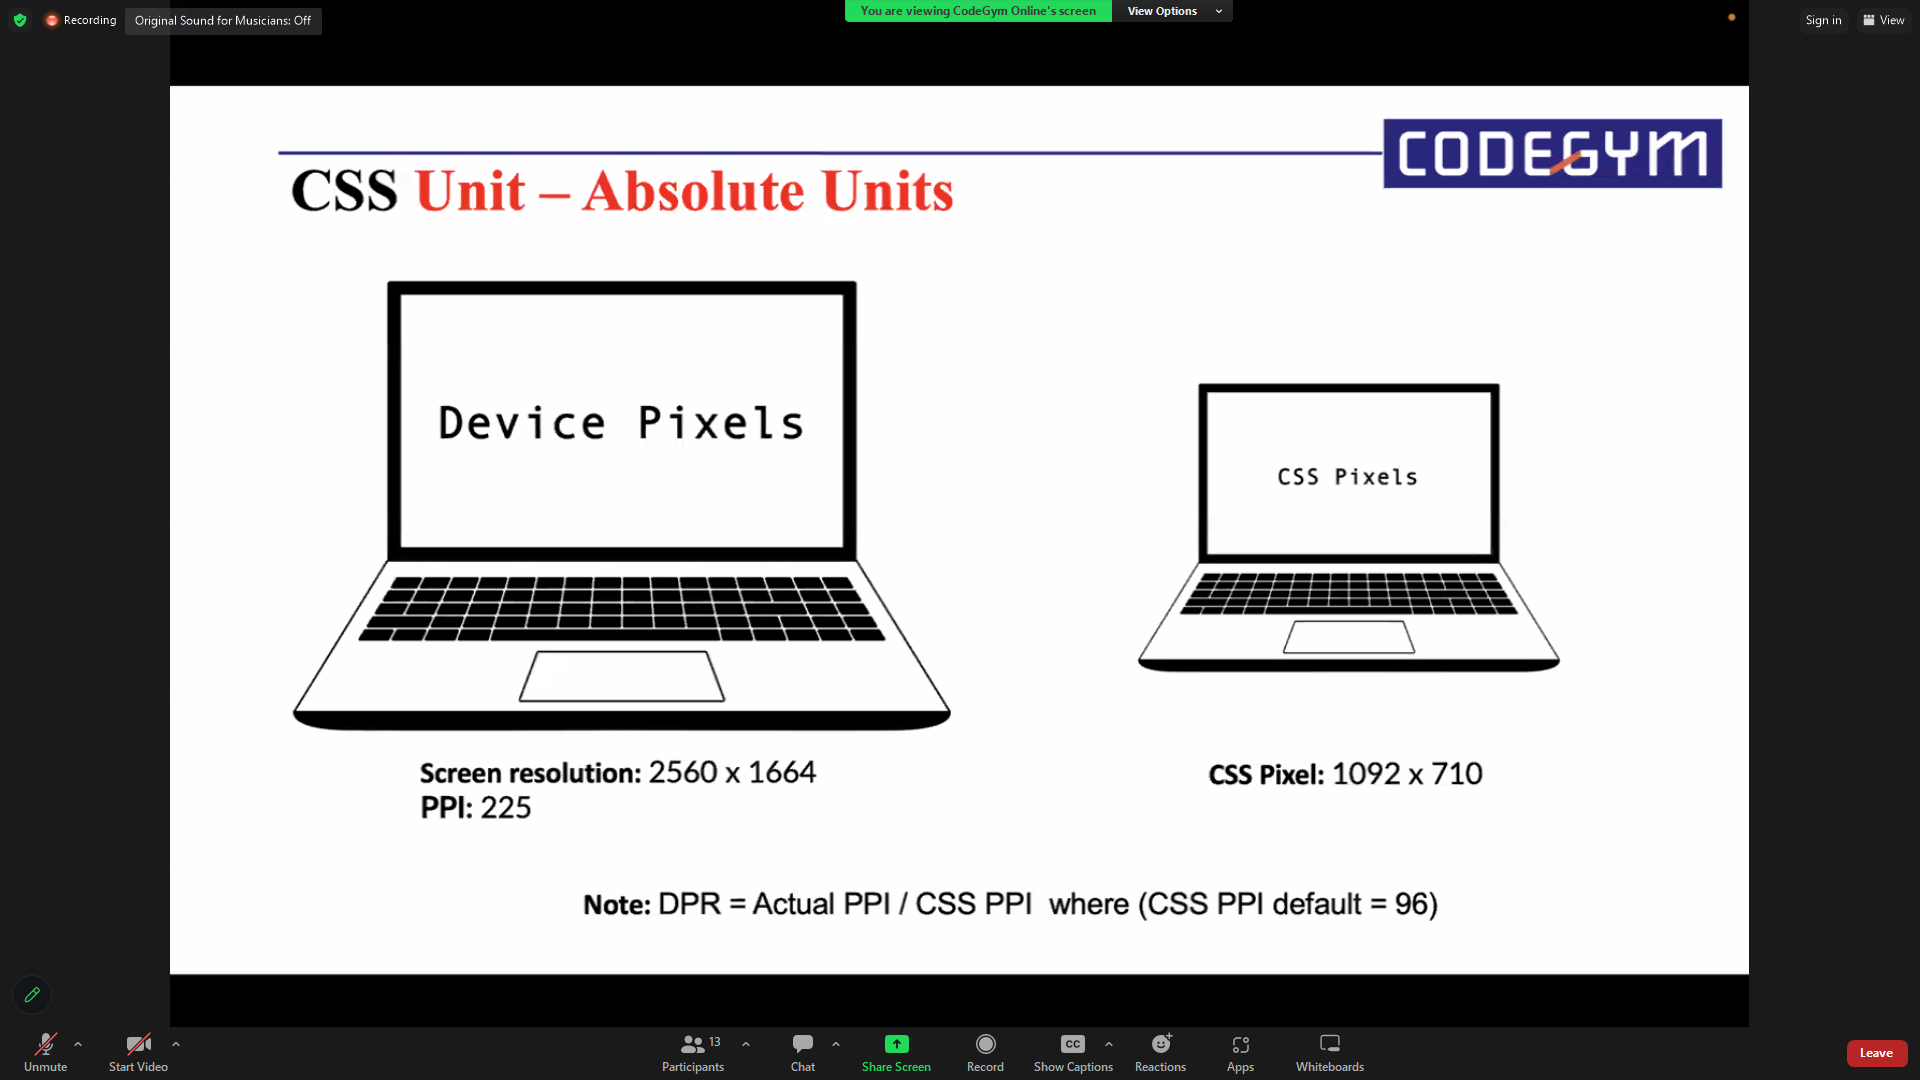 Recording
Original Sound for Musicians: Off
You are viewing CodeGym Online's screen
View Options
Sign in
View
CODEGYM
CSS Unit – Absolute Units
Device Pixels
CSS Pixels
Screen resolution: 2560 x 1664
PPI: 225
CSS Pixel: 1092 x 710
Note: DPR = Actual PPI / CSS PPI where (CSS PPI default = 96)
Unmute
Start Video
13
Participants
Chat
Share Screen
Record
CC
Show Captions
Reactions
Apps
Whiteboards
Leave